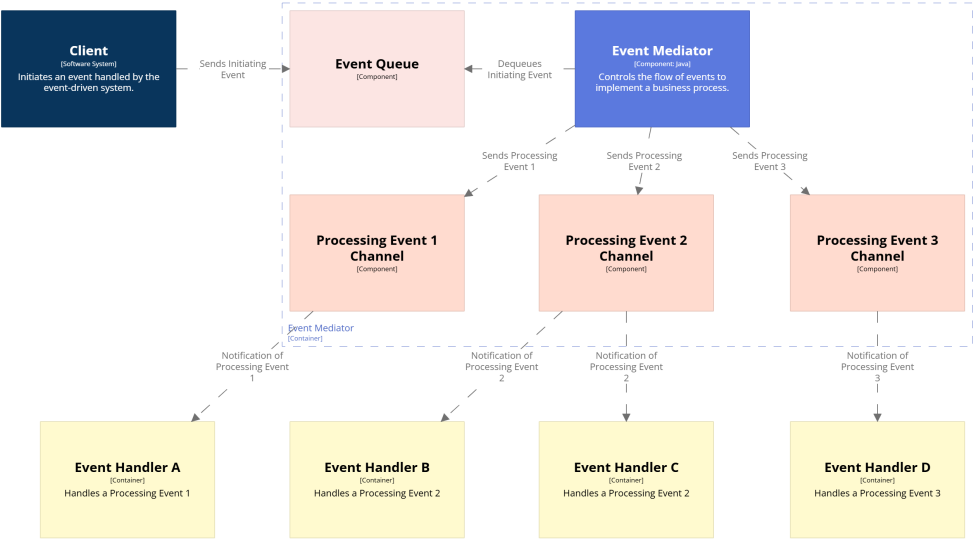 Client
[Software System]
Initiates an event handled by the
event-driven system.
Sends Initiating
Event
Event Queue
[Component]
Dequeues
Initiating Event
Event Mediator
[Component: Java]
Controls the flow of events to
implement a business process.
Sends Processing
Event 1
Sends Processing
Event 2
Sends Processing
Event 3
Processing Event 1
Channel
[Component]
Processing Event 2
Channel
[Component]
Processing Event 3
Channel
[Component]
Event Mediator
[Container]
Notification of
Processing Event
1
Notification of
Processing Event
2
Notification of
Processing Event
2
Notification of
Processing Event
3
Event Handler A
[Container]
Handles a Processing Event 1
Event Handler B
[Container]
Handles a Processing Event 2
Event Handler C
[Container]
Handles a Processing Event 2
Event Handler D
[Container]
Handles a Processing Event 3